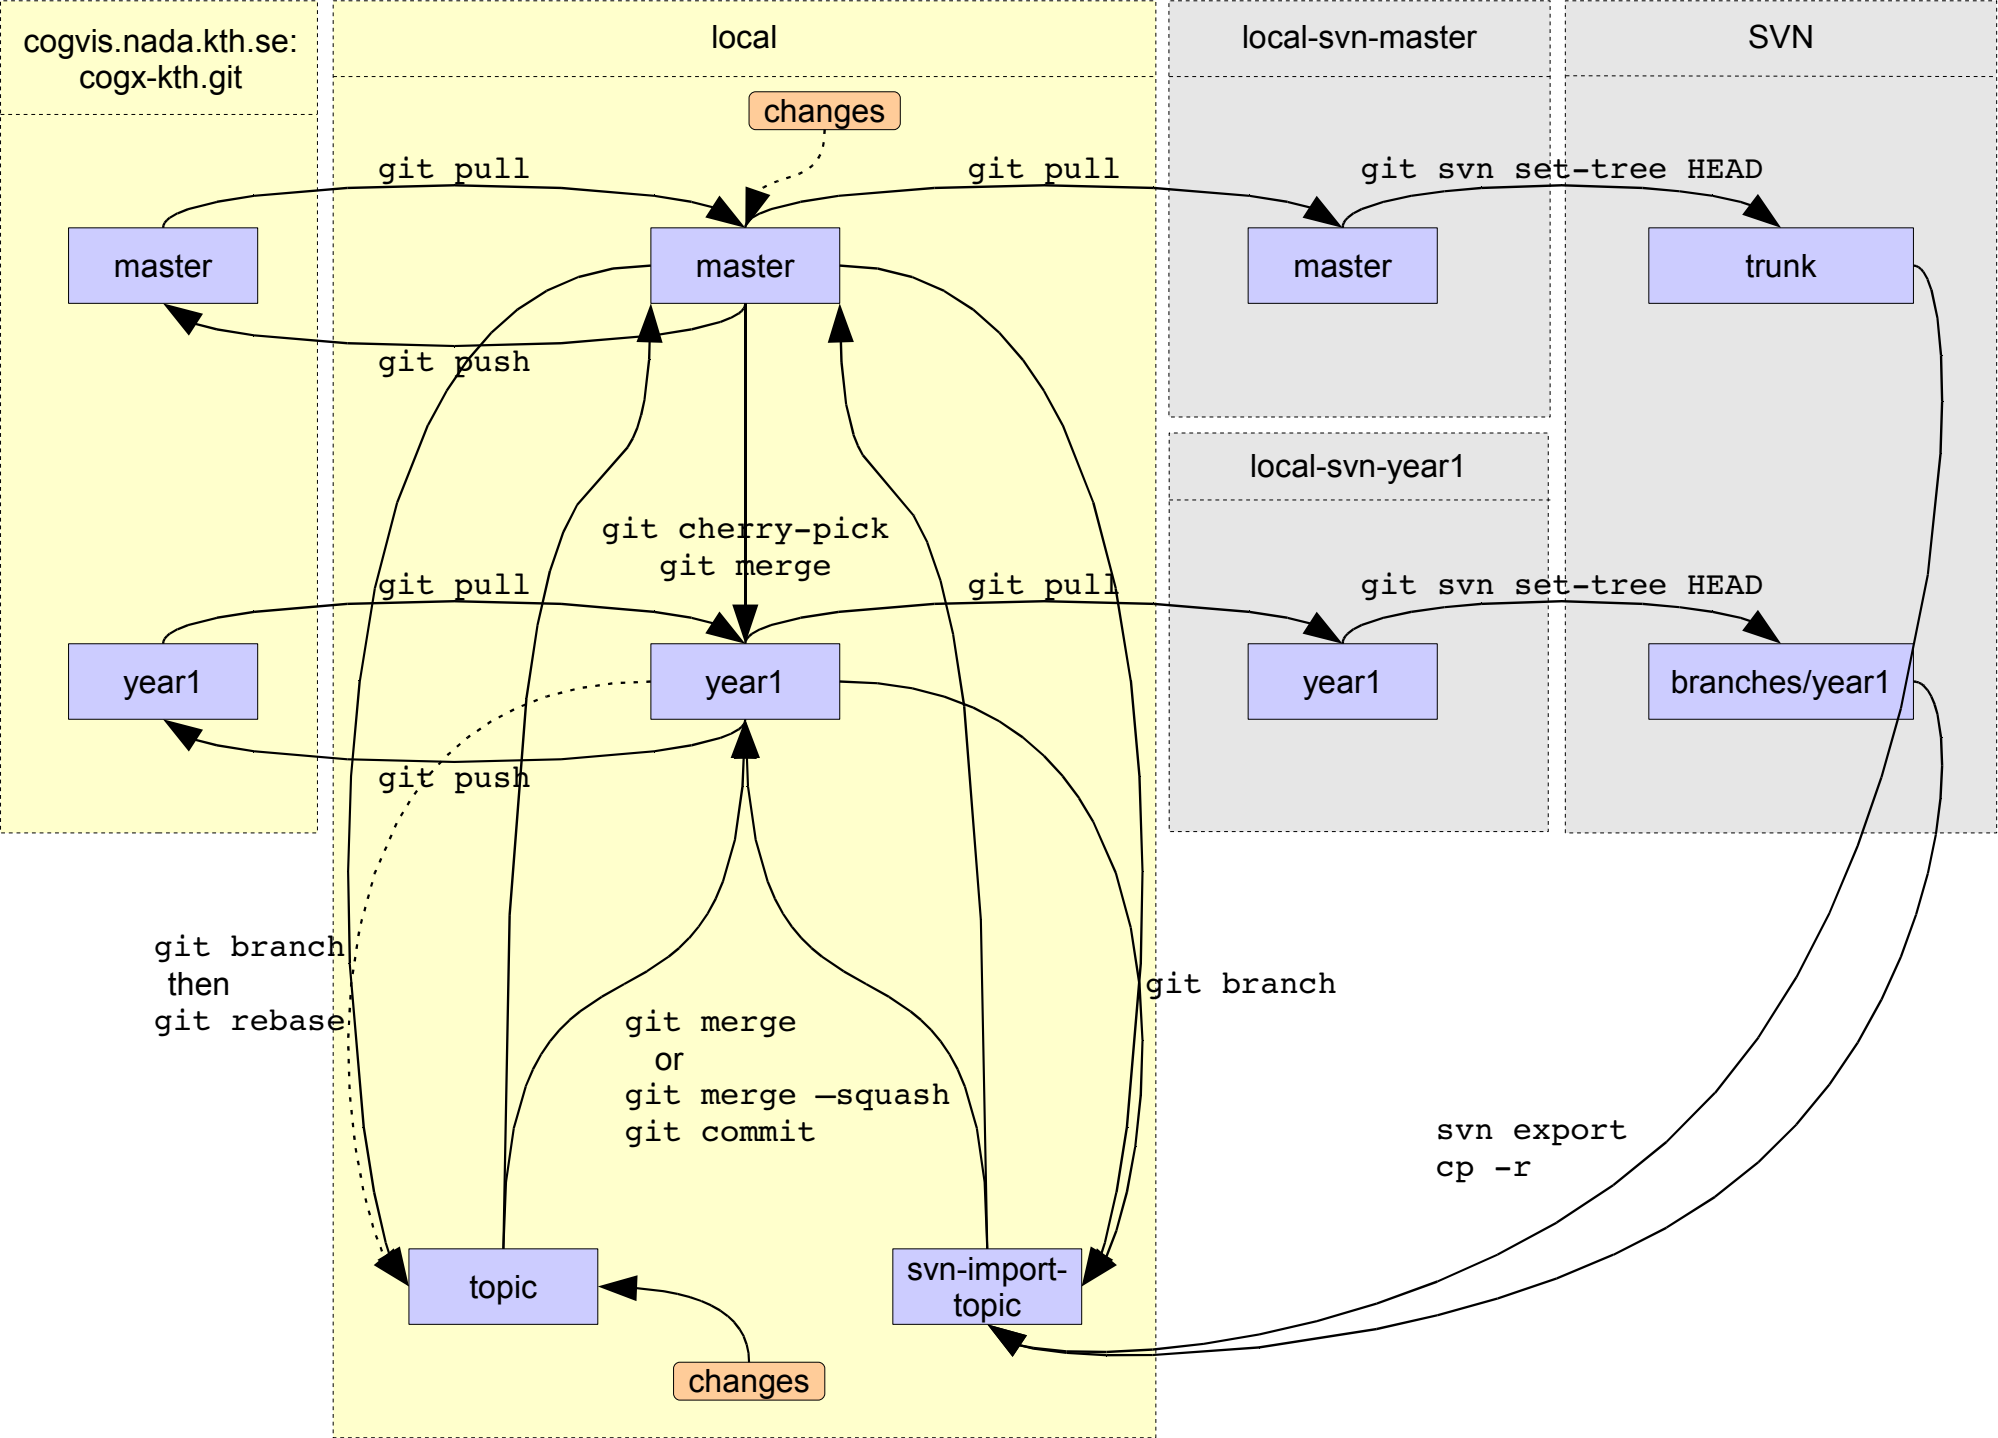 cogvis.nada.kth.se:
cogx-kth.git
local
local-svn-master
SVN
changes
git pull
git pull
git svn set-tree HEAD
master
master
master
trunk
git push
local-svn-year1
git cherry-pick
git merge
git pull
git pull
git svn set-tree HEAD
year1
year1
year1
branches/year1
git push
git branch
then
git rebase
git branch
git merge
or
git merge –squash
git commit
svn export
cp -r
topic
svn-import-
topic
changes